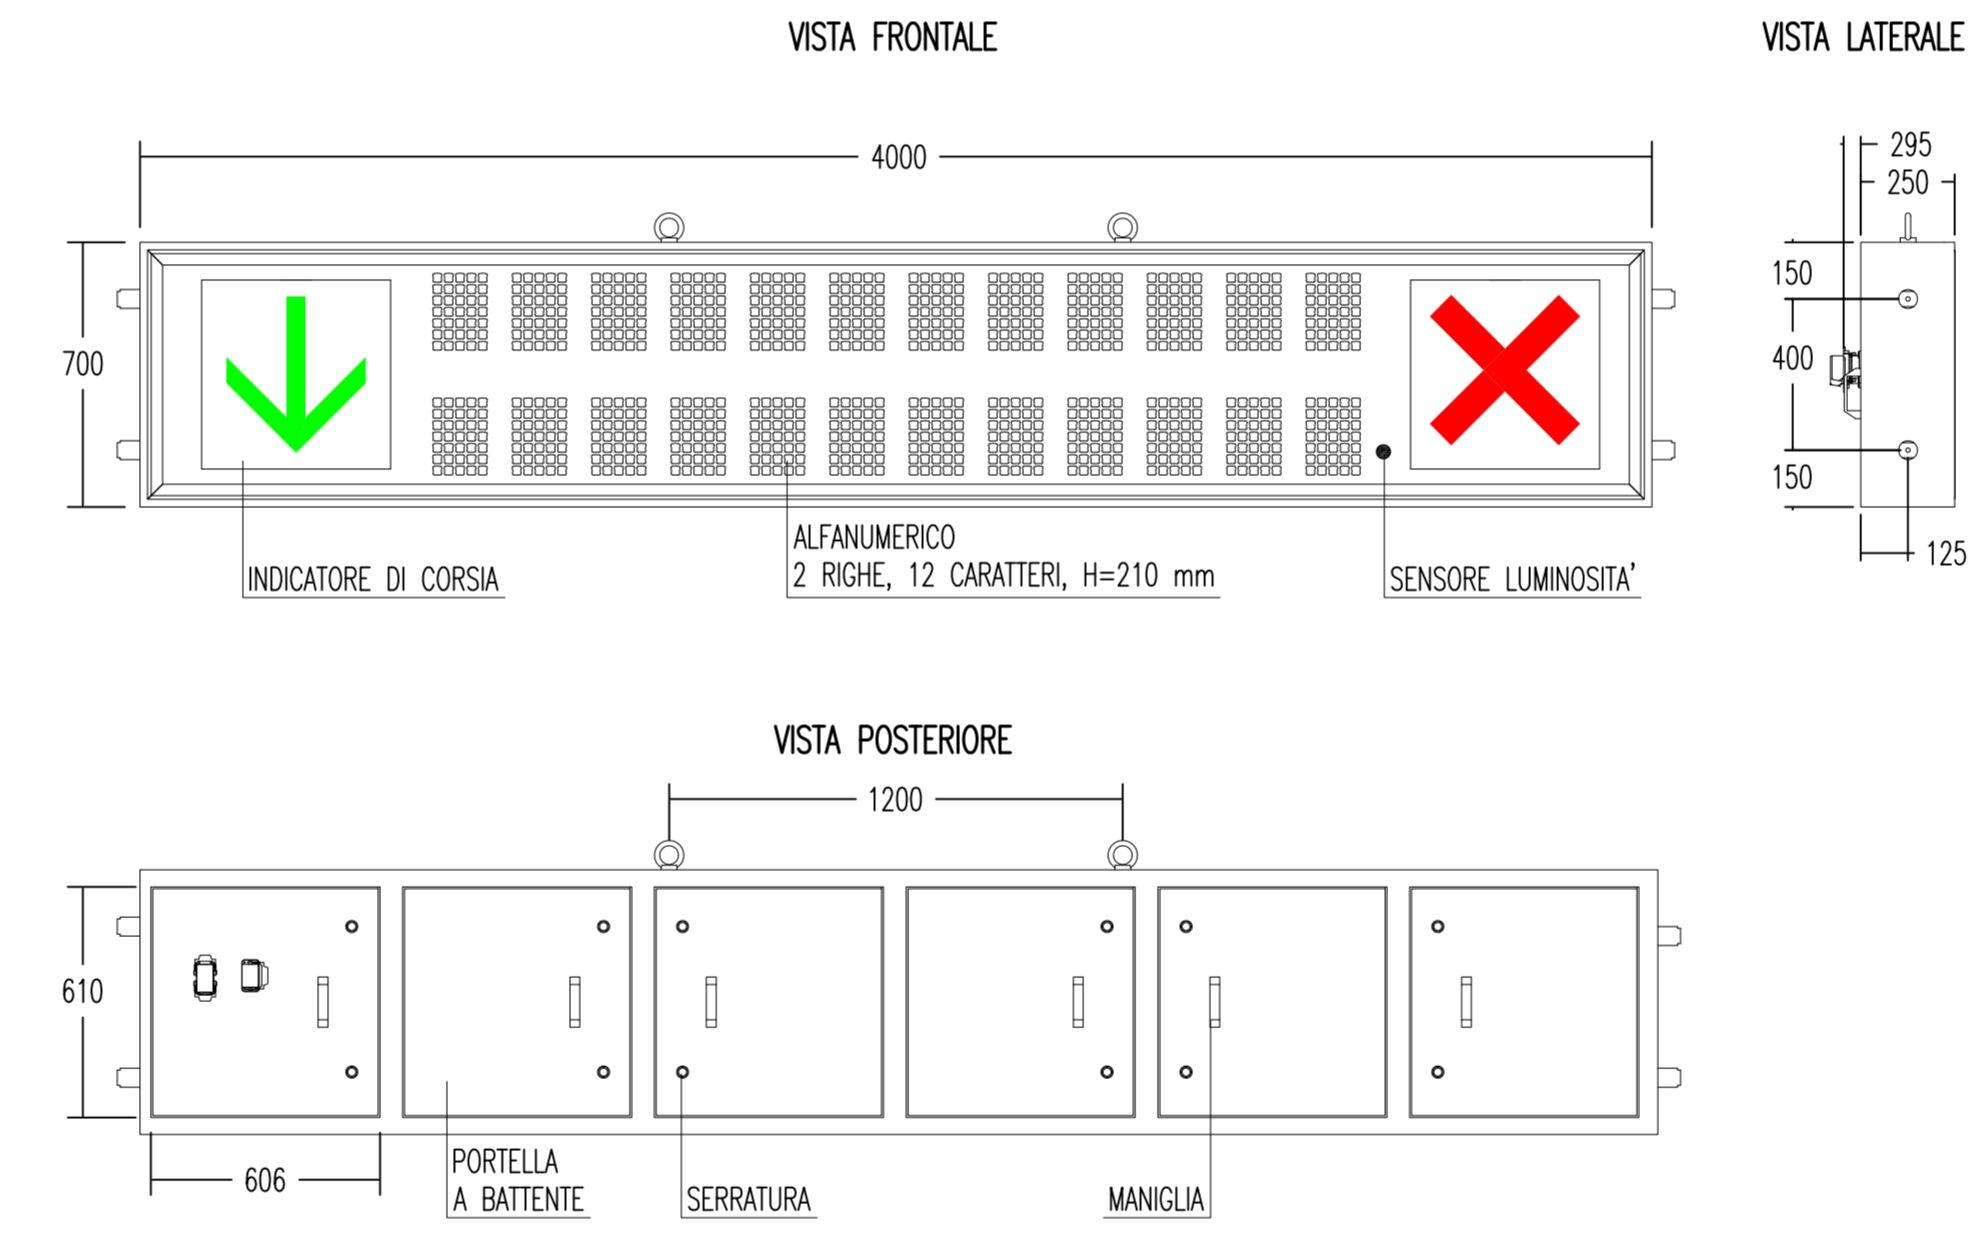 VISTA FRONTALE
VISTA LATERALE
4000
295
250
700
150
400
150
125
INDICATORE DI CORSIA
ALFANUMERICO
2 RIGHE, 12 CARATTERI, H=210 mm
SENSORE LUMINOSITA'
VISTA POSTERIORE
1200
610
606
PORTELLA
A BATTENTE
SERRATURA
MANIGLIA